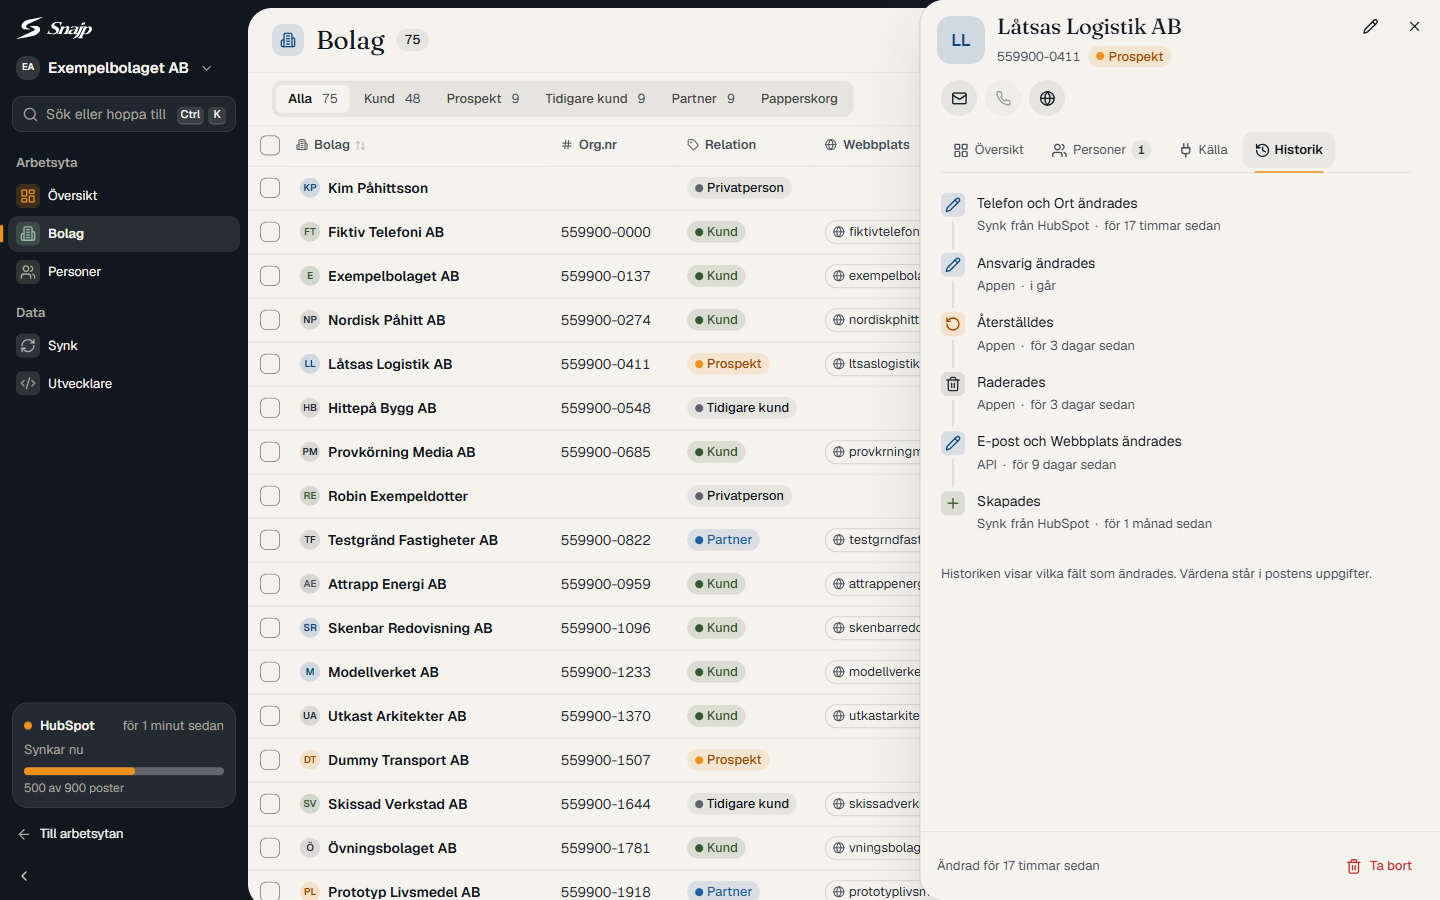 Snajp
EA Exempelbolaget AB
Sök eller hoppa till Ctrl K
Arbetsyta
Översikt
Bolag
Personer
Data
Synk
Utvecklare
HubSpot för 1 minut sedan
Synkar nu
500 av 900 poster
Till arbetsytan
Bolag 75
Alla 75 Kund 48 Prospekt 9 Tidigare kund 9 Partner 9 Papperskorg
Bolag # Org.nr Relation Webbplats
KP Kim Påhittsson Privatperson
FT Fiktiv Telefoni AB 559900-0000 Kund fiktivtelefon
E Exempelbolaget AB 559900-0137 Kund exempelbola
NP Nordisk Påhitt AB 559900-0274 Kund nordiskphitt
LL Låtsas Logistik AB 559900-0411 Prospekt ltsaslogistik
HB Hittepå Bygg AB 559900-0548 Tidigare kund
PM Provkörning Media AB 559900-0685 Kund provkrningm
RE Robin Exempeldotter Privatperson
TF Testgränd Fastigheter AB 559900-0822 Partner testgrndfast
AE Attrapp Energi AB 559900-0959 Kund attrappenerg
SR Skenbar Redovisning AB 559900-1096 Kund skenbarredo
M Modellverket AB 559900-1233 Kund modellverke
UA Utkast Arkitekter AB 559900-1370 Kund utkastarkite
DT Dummy Transport AB 559900-1507 Prospekt
SV Skissad Verkstad AB 559900-1644 Tidigare kund skissadverk
Ö Övningsbolaget AB 559900-1781 Kund vningsbolag
PL Prototyp Livsmedel AB 559900-1918 Partner prototyplivsm
LL Låtsas Logistik AB
559900-0411 Prospekt
Översikt Personer 1 Källa Historik
Telefon och Ort ändrades
Synk från HubSpot · för 17 timmar sedan
Ansvarig ändrades
Appen · i går
Återställdes
Appen · för 3 dagar sedan
Raderades
Appen · för 3 dagar sedan
E-post och Webbplats ändrades
API · för 9 dagar sedan
Skapades
Synk från HubSpot · för 1 månad sedan
Historiken visar vilka fält som ändrades. Värdena står i postens uppgifter.
Ändrad för 17 timmar sedan Ta bort